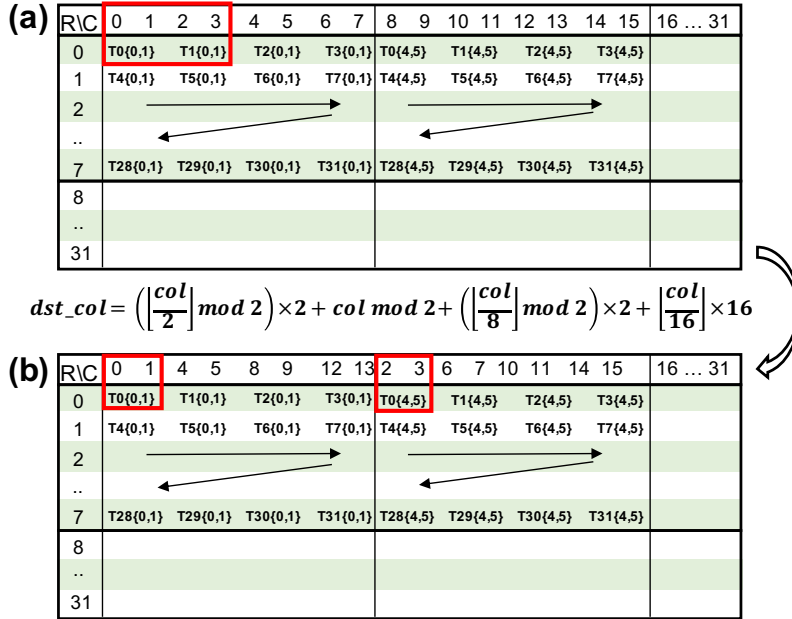 (a)
R\C 0 1 2 3 4 5 6 7 8 9 10 11 12 13 14 15 16 ... 31
0 T0{0,1} T1{0,1} T2{0,1} T3{0,1} T0{4,5} T1{4,5} T2{4,5} T3{4,5}
1 T4{0,1} T5{0,1} T6{0,1} T7{0,1} T4{4,5} T5{4,5} T6{4,5} T7{4,5}
2
..
7 T28{0,1} T29{0,1} T30{0,1} T31{0,1} T28{4,5} T29{4,5} T30{4,5} T31{4,5}
8
..
31
dst_col = (⌊col/2⌋ mod 2) × 2 + col mod 2 + (⌊col/8⌋ mod 2) × 2 + ⌊col/16⌋ × 16
(b)
R\C 0 1 4 5 8 9 12 13 2 3 6 7 10 11 14 15 16 ... 31
0 T0{0,1} T1{0,1} T2{0,1} T3{0,1} T0{4,5} T1{4,5} T2{4,5} T3{4,5}
1 T4{0,1} T5{0,1} T6{0,1} T7{0,1} T4{4,5} T5{4,5} T6{4,5} T7{4,5}
2
..
7 T28{0,1} T29{0,1} T30{0,1} T31{0,1} T28{4,5} T29{4,5} T30{4,5} T31{4,5}
8
..
31